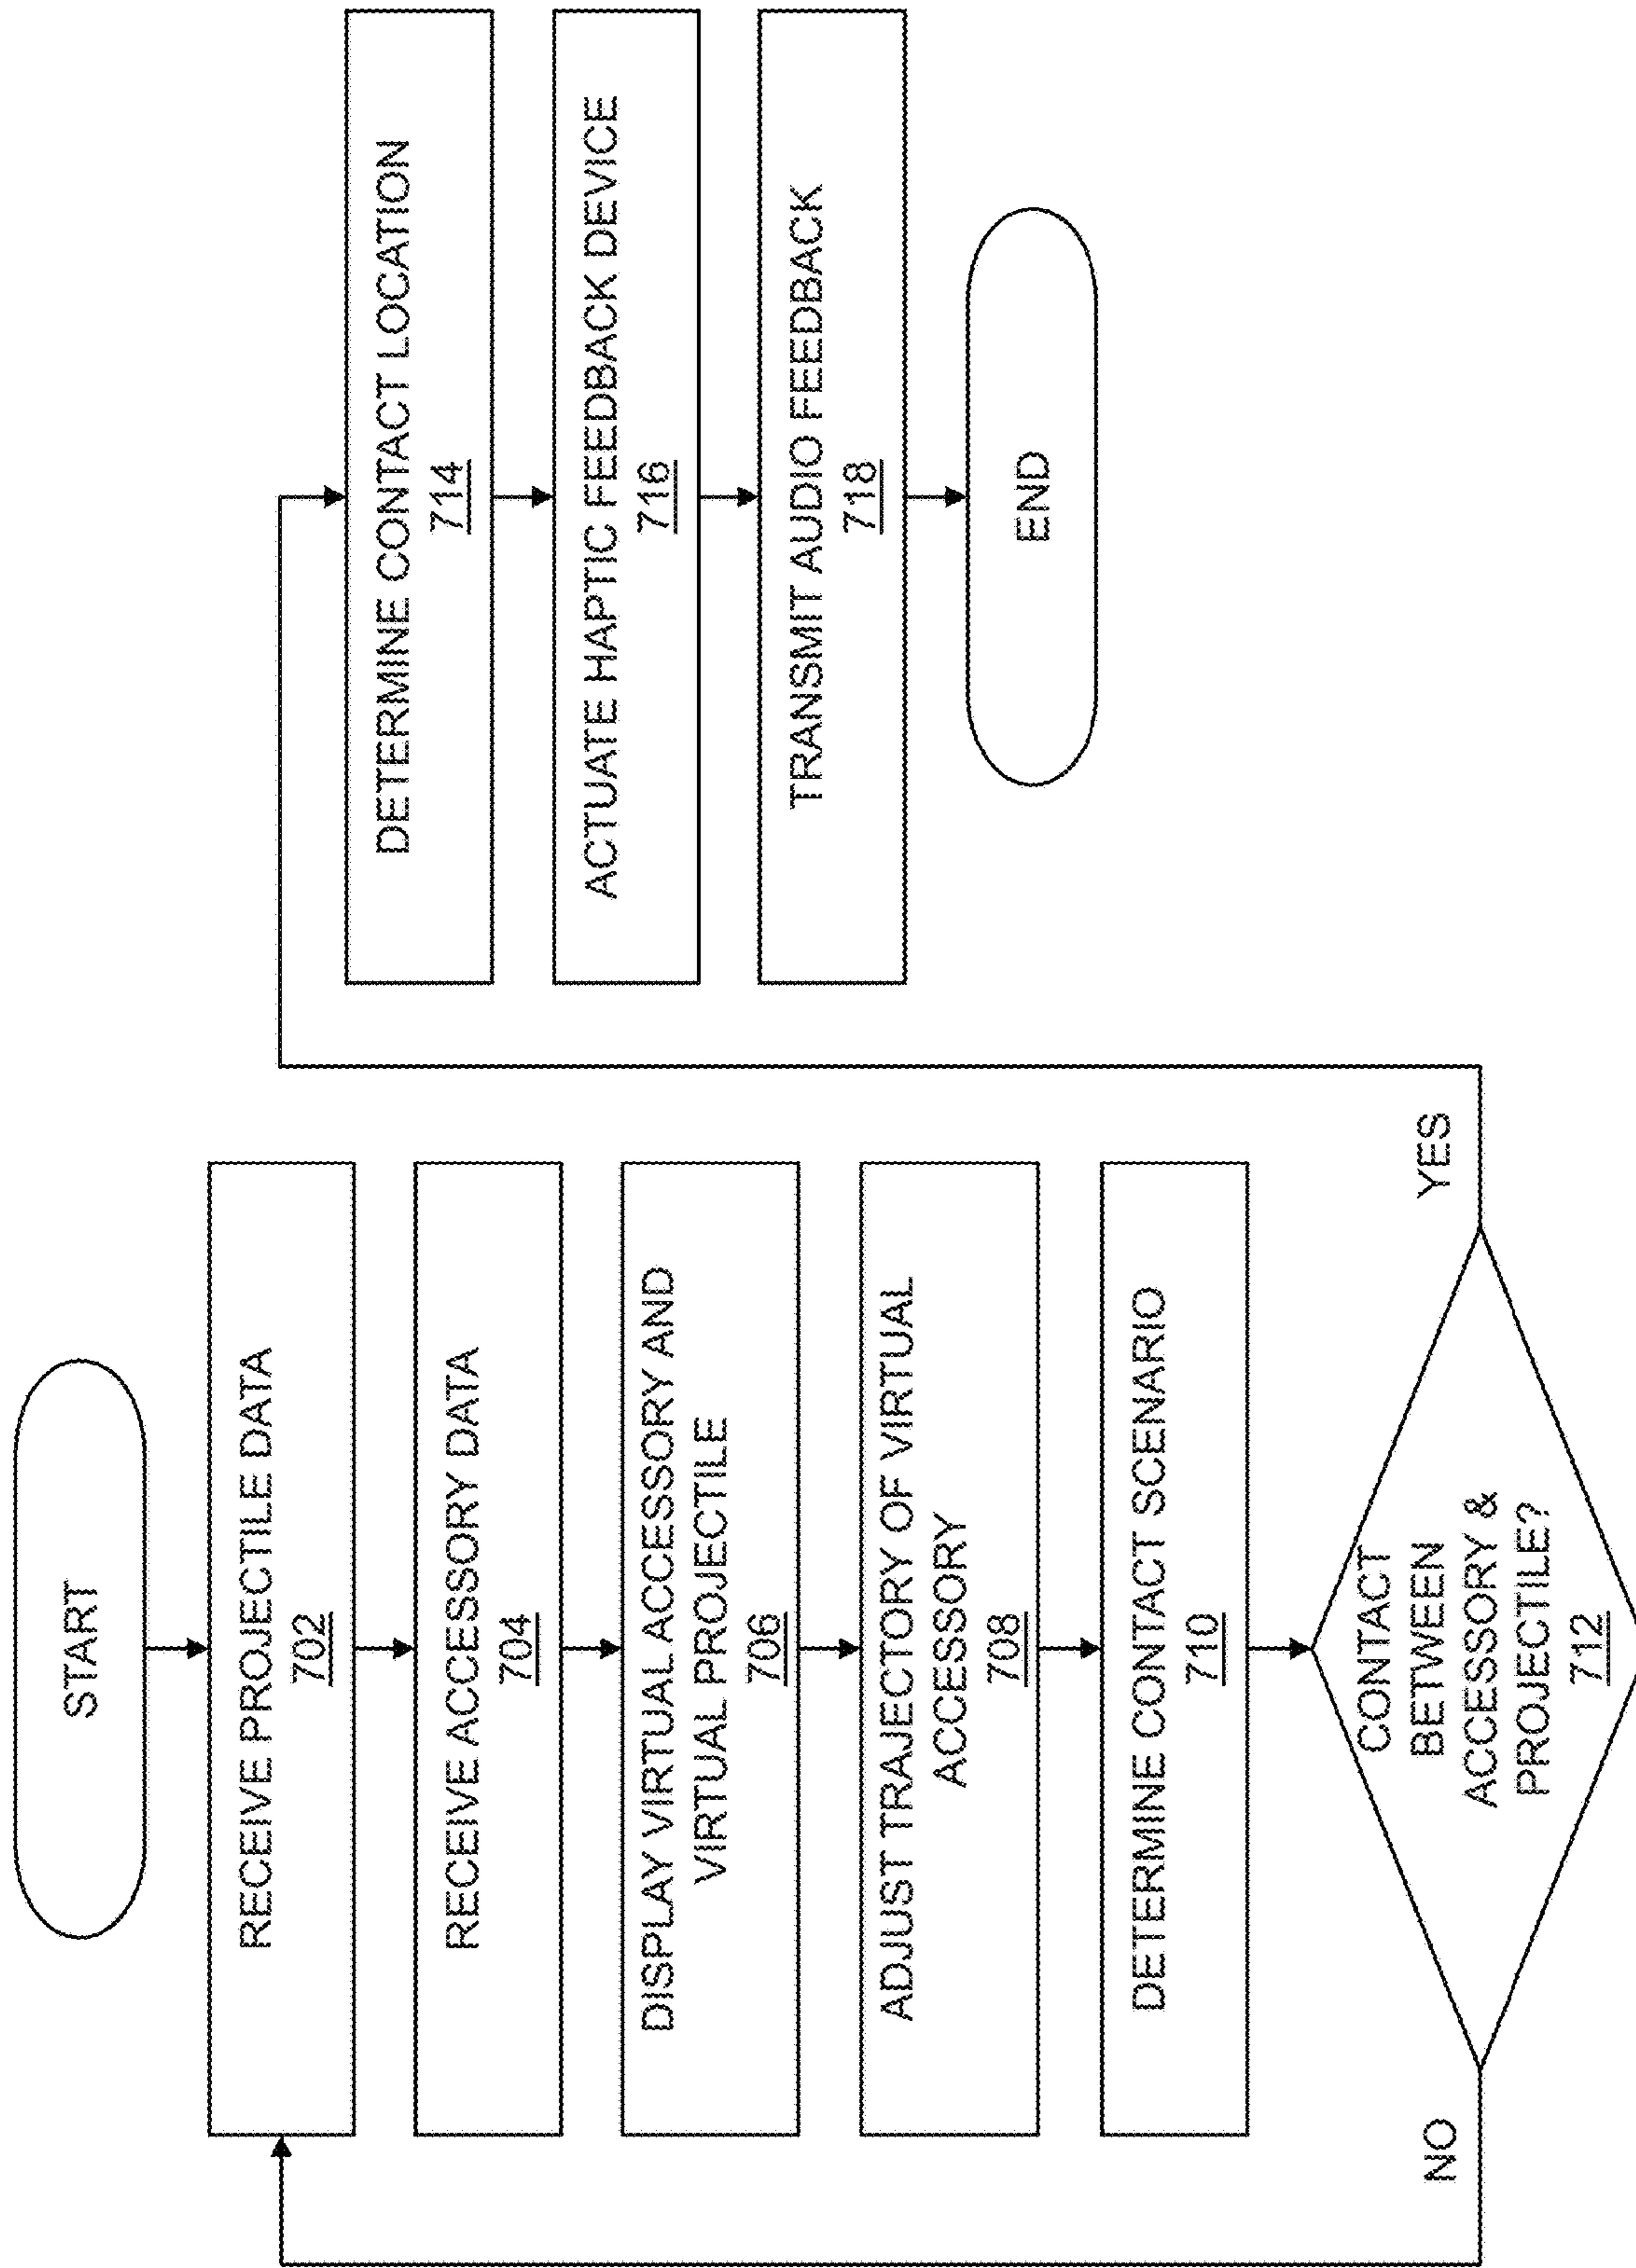 START
RECEIVE PROJECTILE DATA
702
RECEIVE ACCESSORY DATA
704
DISPLAY VIRTUAL ACCESSORY AND
VIRTUAL PROJECTILE
706
ADJUST TRAJECTORY OF VIRTUAL
ACCESSORY
708
DETERMINE CONTACT SCENARIO
710
CONTACT
BETWEEN
ACCESSORY &
PROJECTILE?
712
NO
YES
DETERMINE CONTACT LOCATION
714
ACTUATE HAPTIC FEEDBACK DEVICE
716
TRANSMIT AUDIO FEEDBACK
718
END